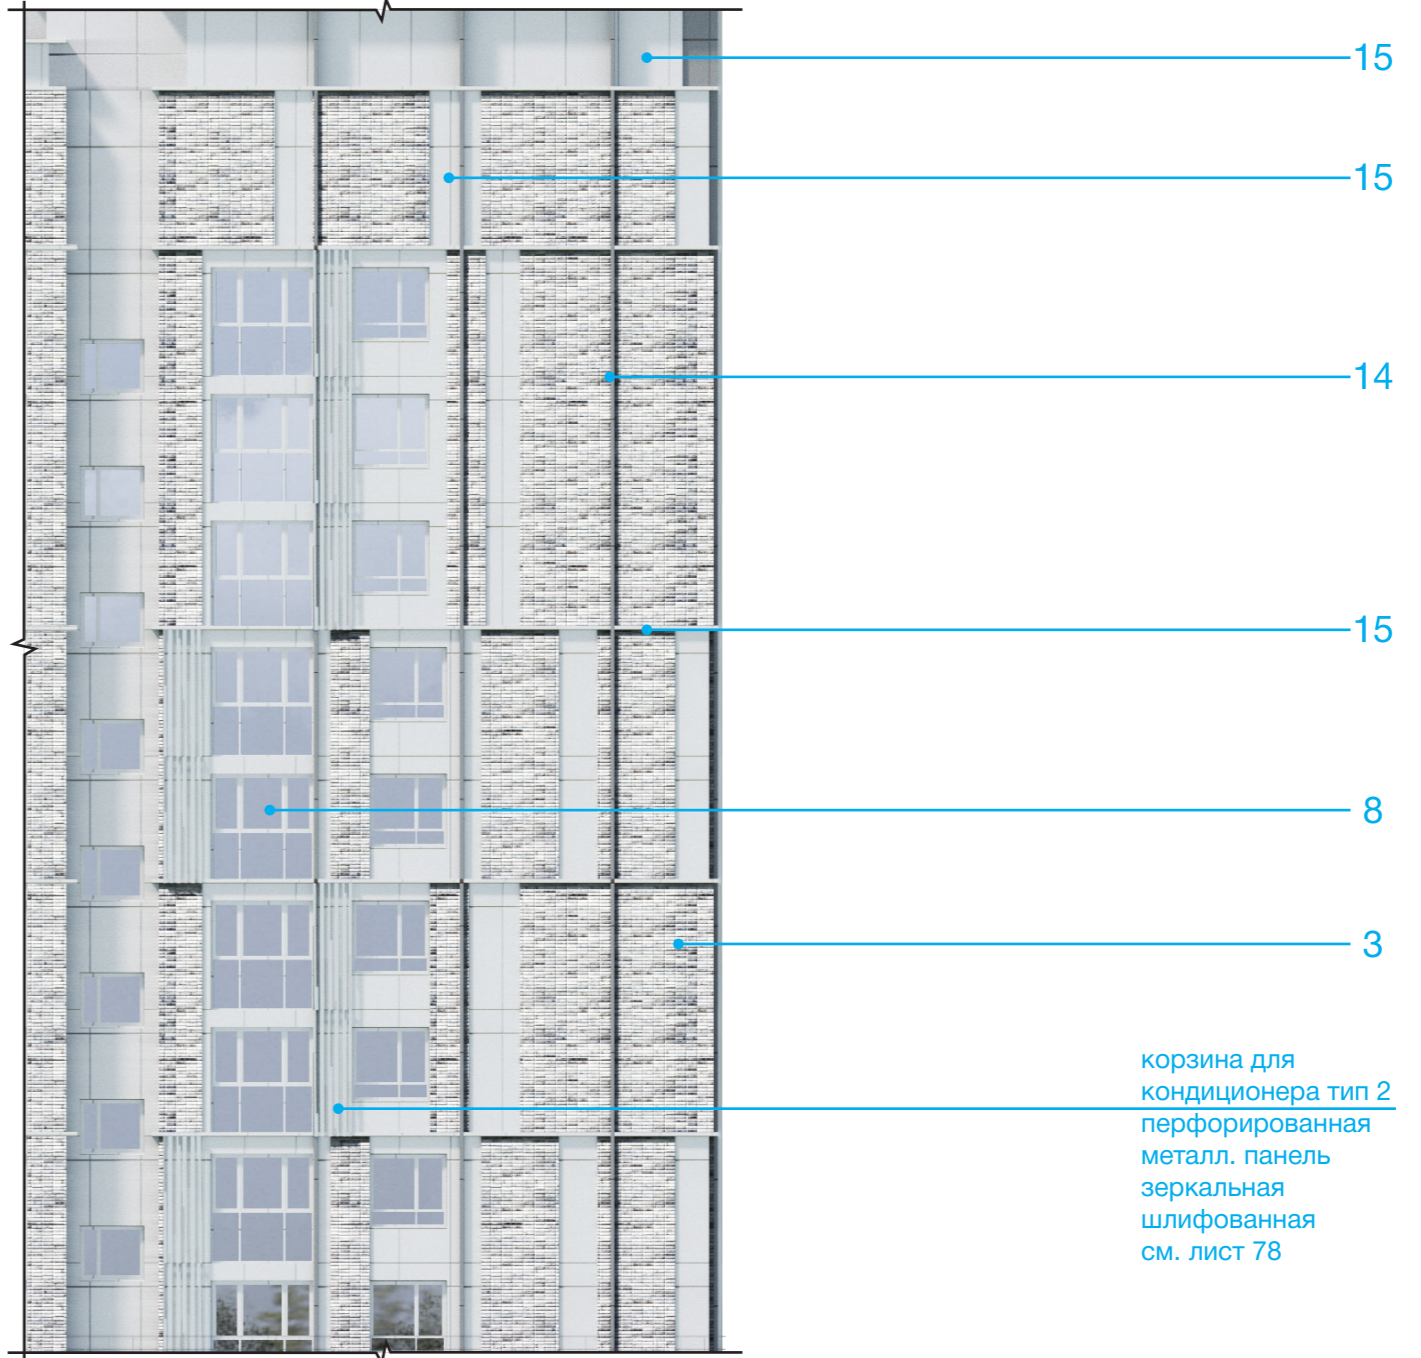 15
15
14
15
8
3
корзина для
кондиционера тип 2
перфорированная
металл. панель
зеркальная
шлифованная
см. лист 78